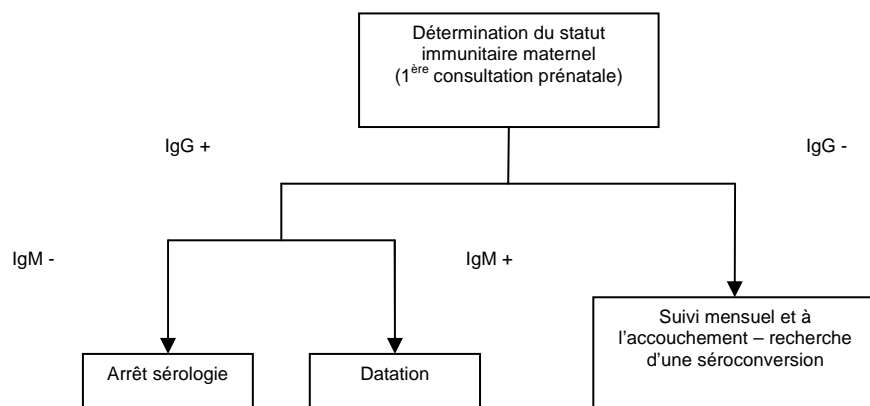 Détermination du statut
immunitaire maternel
(1ère consultation prénatale)
IgG +
IgG -
IgM -
IgM +
Suivi mensuel et à
l'accouchement – recherche
d'une séroconversion
Arrêt sérologie
Datation